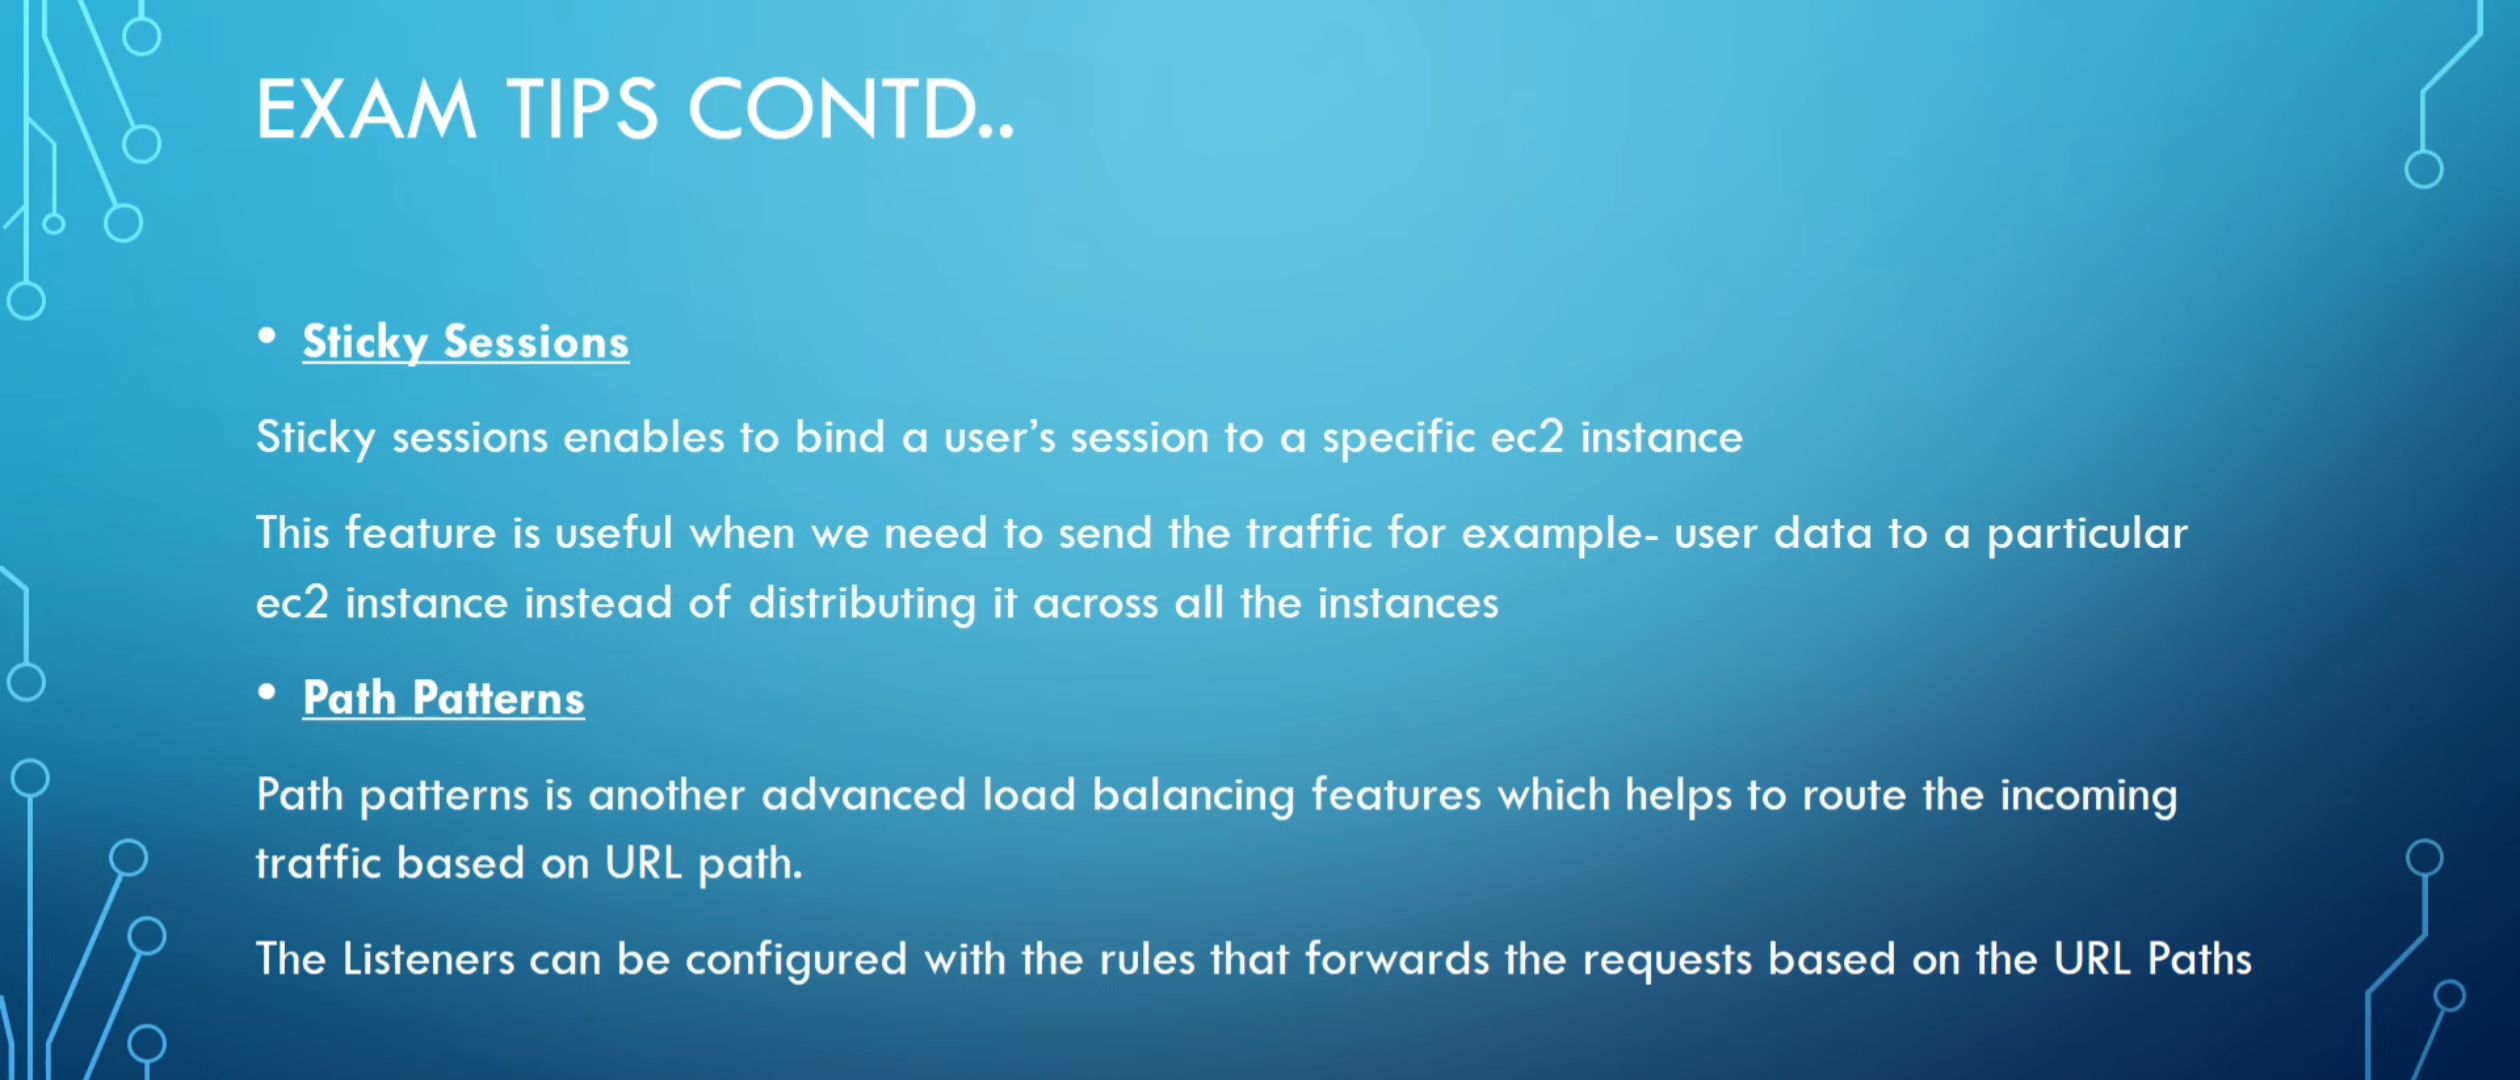 EXAM TIPS CONTD..
• Sticky Sessions
Sticky sessions enables to bind a user’s session to a specific ec2 instance
This feature is useful when we need to send the traffic for example- user data to a particular
ec2 instance instead of distributing it across all the instances
• Path Patterns
Path patterns is another advanced load balancing features which helps to route the incoming
traffic based on URL path.
The Listeners can be configured with the rules that forwards the requests based on the URL Paths